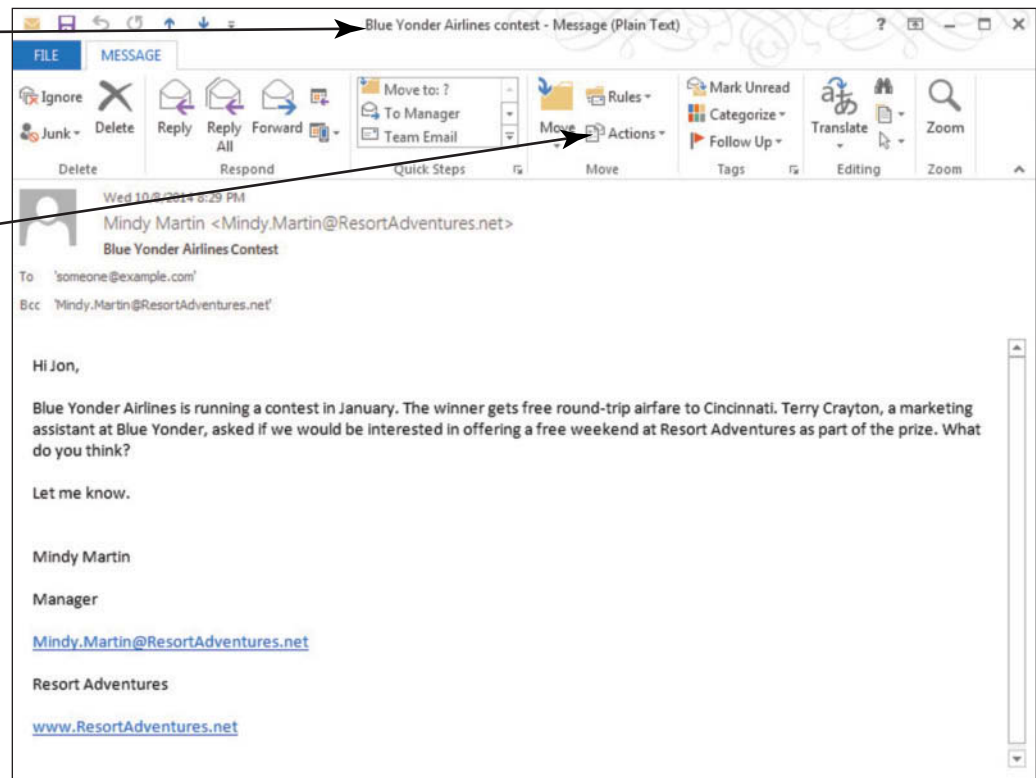 Blue Yonder Airlines contest - Message (Plain Text)
FILE MESSAGE
Ignore
Junk
Delete
Reply
Reply All
Forward
Move to: ?
To Manager
Team Email
Move
Rules
Actions
Mark Unread
Categorize
Follow Up
Translate
Zoom
Delete Respond Quick Steps Move Tags Editing Zoom
Wed 10/8/2014 8:29 PM
Mindy Martin <Mindy.Martin@ResortAdventures.net>
Blue Yonder Airlines Contest
To 'someone@example.com'
Bcc 'Mindy.Martin@ResortAdventures.net'
Hi Jon,
Blue Yonder Airlines is running a contest in January. The winner gets free round-trip airfare to Cincinnati. Terry Crayton, a marketing
assistant at Blue Yonder, asked if we would be interested in offering a free weekend at Resort Adventures as part of the prize. What
do you think?
Let me know.
Mindy Martin
Manager
Mindy.Martin@ResortAdventures.net
Resort Adventures
www.ResortAdventures.net